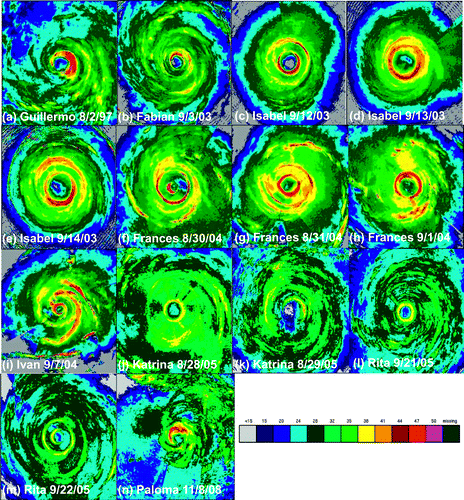 (a) Guillermo 8/2/97
(b) Fabian 9/3/03
(c) Isabel 9/12/03
(d) Isabel 9/13/03
(e) Isabel 9/14/03
(f) Frances 8/30/04
(g) Frances 8/31/04
(h) Frances 9/1/04
(i) Ivan 9/7/04
(j) Katrina 8/28/05
(k) Katrina 8/29/05
(l) Rita 9/21/05
(m) Rita 9/22/05
(n) Paloma 11/8/08
<15 15 20 24 28 32 35 38 41 44 47 50 missing